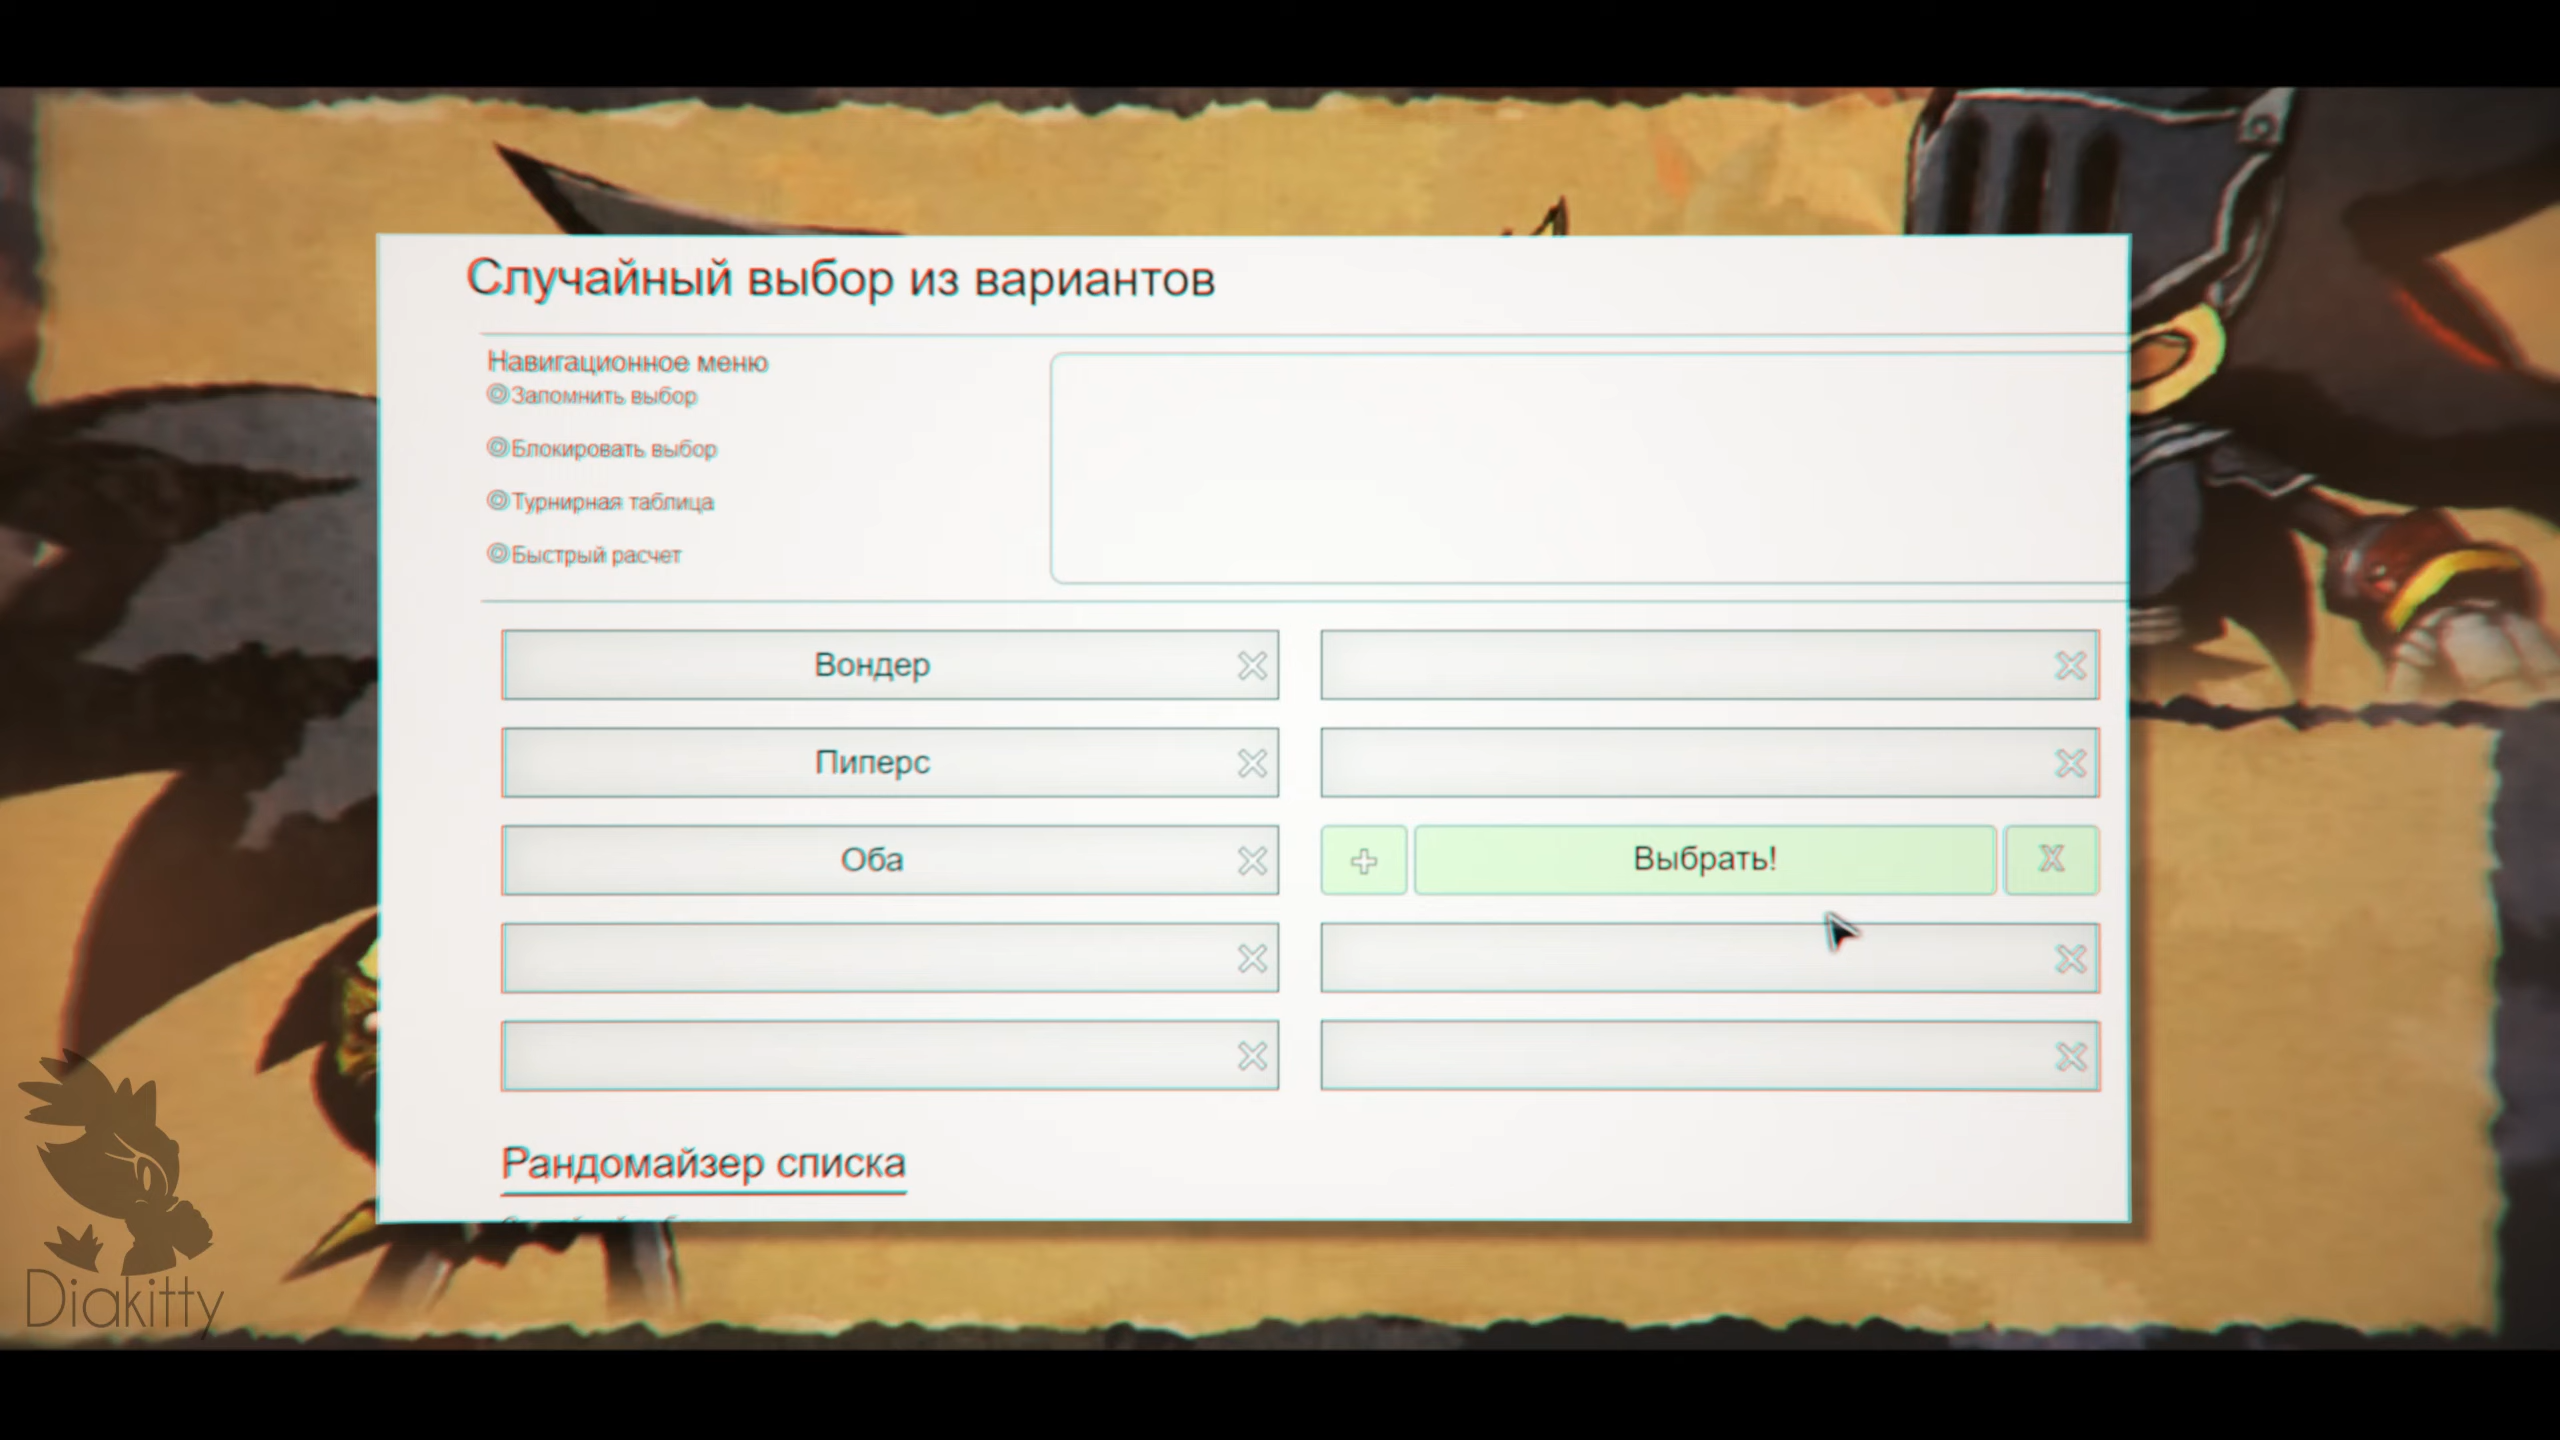 Случайный выбор из вариантов
Навигационное меню
Запомнить выбор
Блокировать выбор
Турнирная таблица
Быстрый расчет
Вондер
Пиперс
Оба
Выбрать!
X
Рандомайзер списка
Diakitty